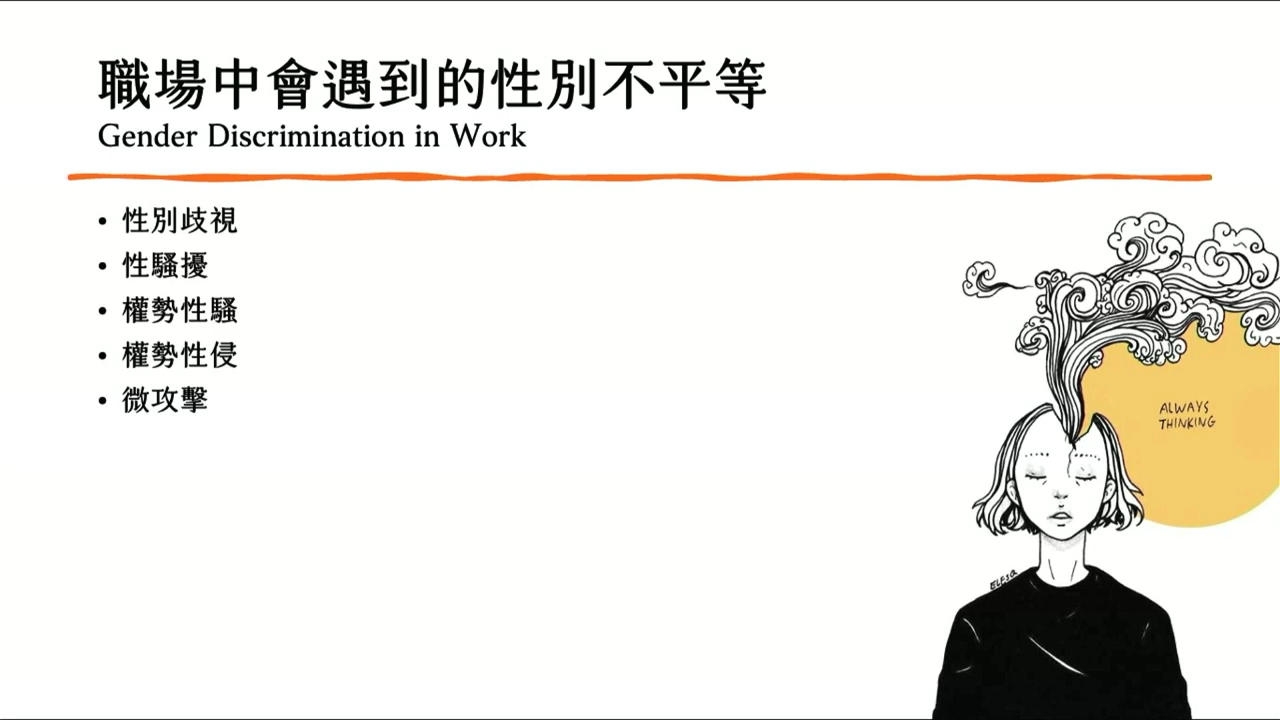 職場中會遇到的性別不平等
Gender Discrimination in Work
• 性別歧視
• 性騷擾
• 權勢性騷
• 權勢性侵
• 微攻擊
ALWAYS
THINKING